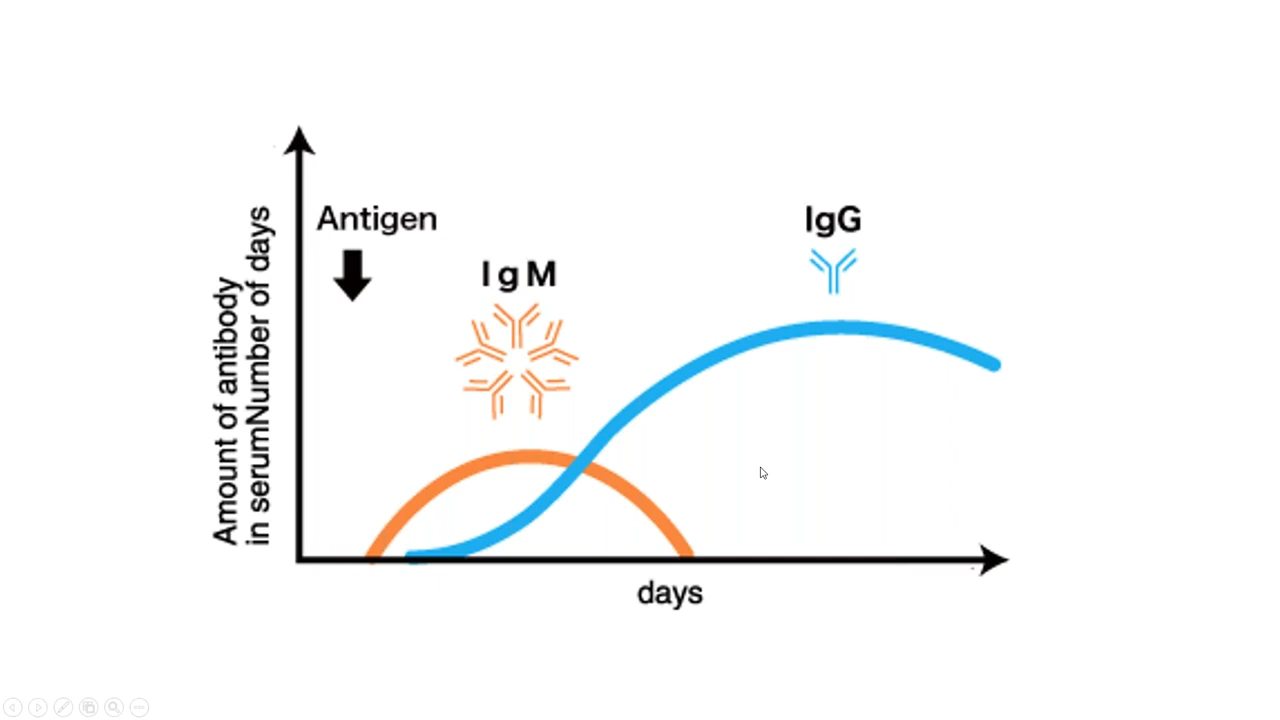 Antigen
IgG
IgM
Amount of antibody
in serumNumber of days
days